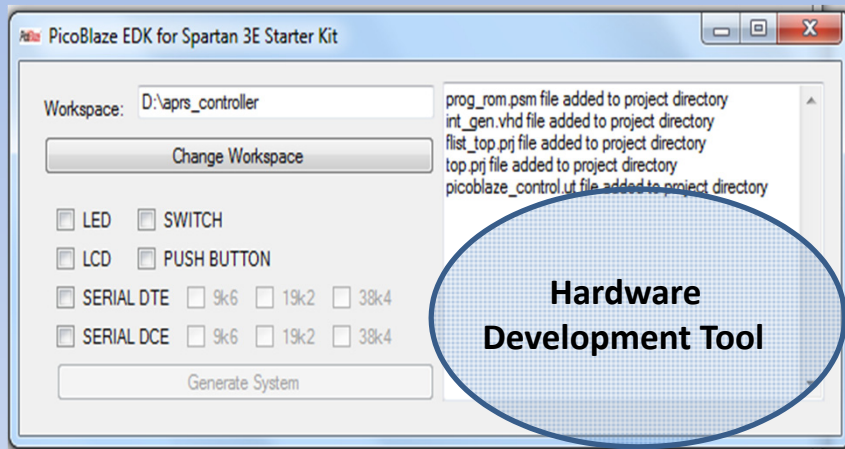 PicoBlaze EDK for Spartan 3E Starter Kit
Workspace: D:\aprs_controller
Change Workspace
LED SWITCH
LCD PUSH BUTTON
SERIAL DTE 9k6 19k2 38k4
SERIAL DCE 9k6 19k2 38k4
Generate System
prog_rom.psm file added to project directory
int_gen.vhd file added to project directory
flist_top.prj file added to project directory
top.prj file added to project directory
picoblaze_control.ut file added to project directory
Hardware
Development Tool